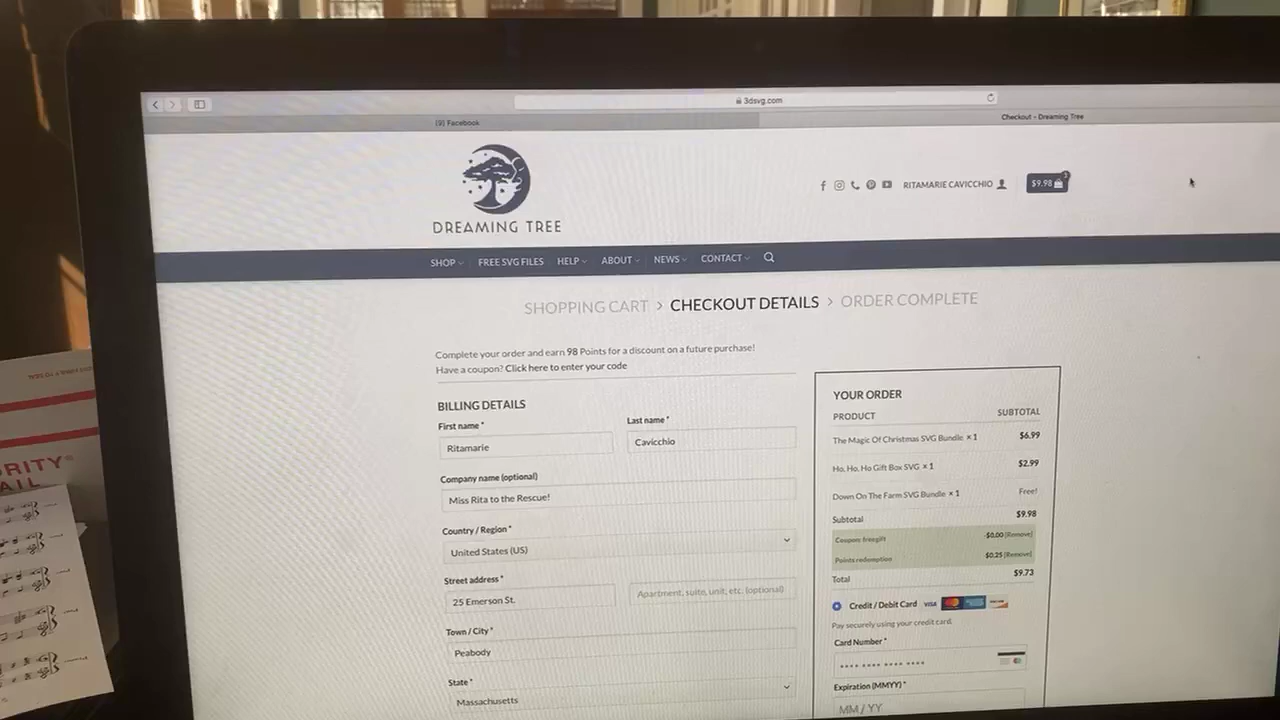 3dsvg.com
(9) Facebook
Checkout - Dreaming Tree
DREAMING TREE
RITAMARIE CAVICCHIO
$9.98
1
SHOP
FREE SVG FILES
HELP
ABOUT
NEWS
CONTACT
SHOPPING CART > CHECKOUT DETAILS > ORDER COMPLETE
Complete your order and earn 98 Points for a discount on a future purchase!
Have a coupon? Click here to enter your code
BILLING DETAILS
First name *
Last name *
Ritamarie
Cavicchio
Company name (optional)
Miss Rita to the Rescue!
Country / Region *
United States (US)
Street address *
25 Emerson St.
Apartment, suite, unit, etc. (optional)
Town / City *
Peabody
State *
Massachusetts
YOUR ORDER
PRODUCT
SUBTOTAL
The Magic Of Christmas SVG Bundle × 1
$6.99
Ho, Ho, Ho Gift Box SVG × 1
$2.99
Down On The Farm SVG Bundle × 1
Free!
Subtotal
$9.98
Coupon: freegift
-$0.00 [Remove]
Points redemption
$0.25 [Remove]
Total
$9.73
Credit / Debit Card
VISA
Pay securely using your credit card.
Card Number *
Expiration (MMYY) *
MM / YY
RITY
AIL